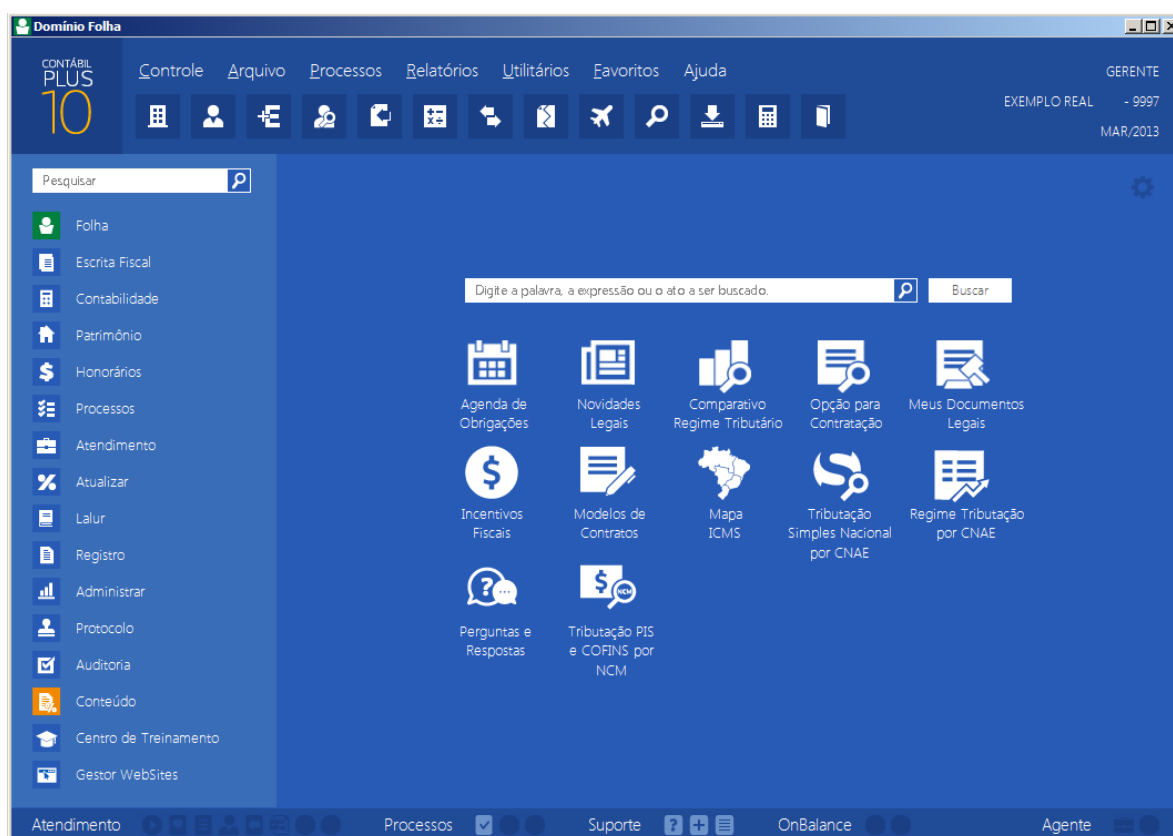 Domínio Folha
CONTÁBIL
PLUS
10
Controle Arquivo Processos Relatórios Utilitários Favoritos Ajuda
GERENTE
EXEMPLO REAL - 9997
MAR/2013
Pesquisar
Folha
Escrita Fiscal
Contabilidade
Patrimônio
Honorários
Processos
Atendimento
Atualizar
Lalur
Registro
Administrar
Protocolo
Auditoria
Conteúdo
Centro de Treinamento
Gestor WebSites
Digite a palavra, a expressão ou o ato a ser buscado.
Buscar
Agenda de
Obrigações
Novidades
Legais
Comparativo
Regime Tributário
Opção para
Contratação
Meus Documentos
Legais
Incentivos
Fiscais
Modelos de
Contratos
Mapa
ICMS
Tributação
Simples Nacional
por CNAE
Regime Tributação
por CNAE
Perguntas e
Respostas
NCM
Tributação PIS
e COFINS por
NCM
Atendimento Processos Suporte OnBalance Agente